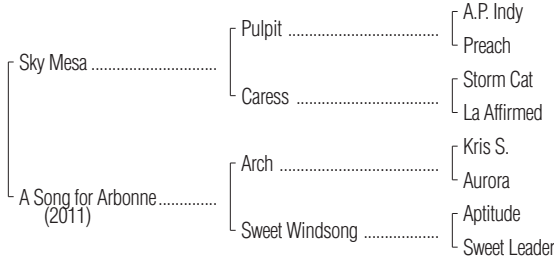 A.P. Indy
Pulpit ..............................
Preach
Sky Mesa ..........................
Storm Cat
Caress ............................
La Affirmed
Kris S.
Arch ................................
Aurora
A Song for Arbonne ............
(2011)
Aptitude
Sweet Windsong ................
Sweet Leader